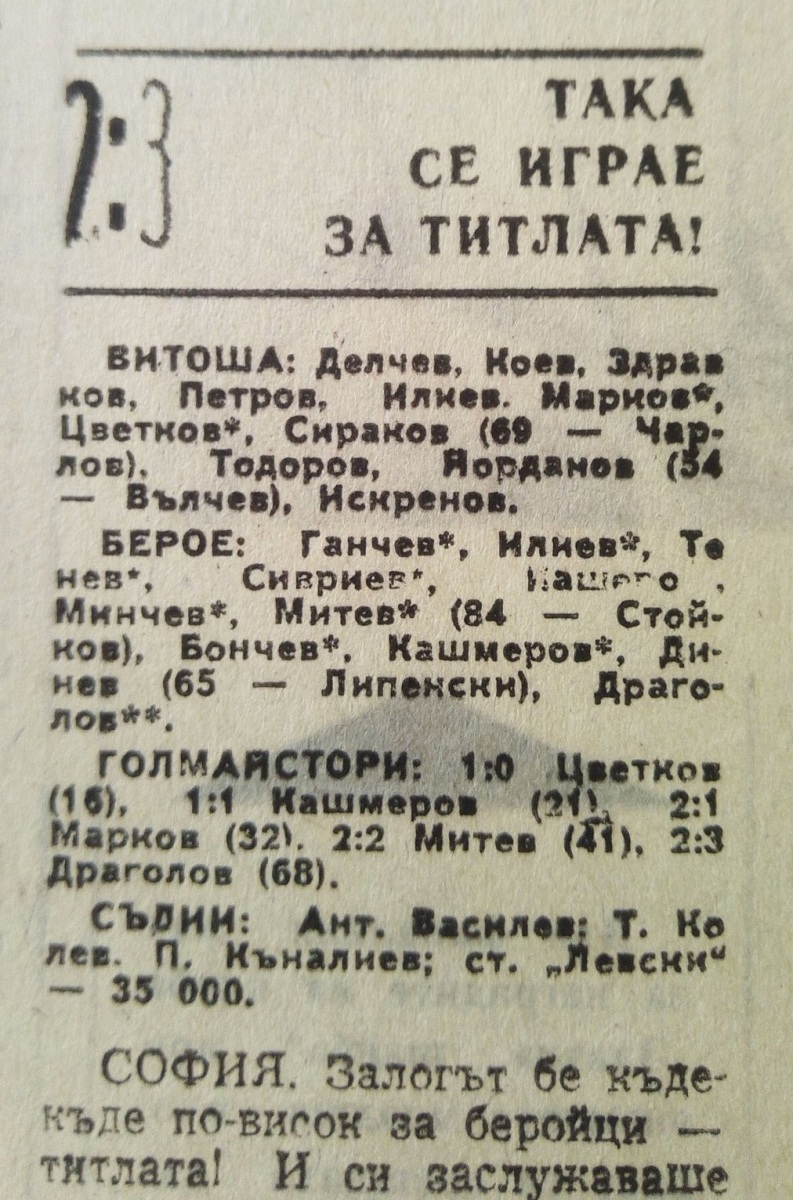 2:3
ТАКА
СЕ ИГРАЕ
ЗА ТИТЛАТА!
ВИТОША: Делчев, Коев, Здрав
ков, Петров, Илиев. Марков*,
Цветков*, Сираков (69 — Чар-
лов), Тодоров, Йорданов (54
— Вълчев), Искренов.
БЕРОЕ: Ганчев*, Илиев*, Те
нев*, Сивриев*,
Минчев*, Митев* (84 — Стой-
ков), Бончев*, Кашмеров*, Ди-
нев (65 — Липенски), Драго-
лов**.
ГОЛМАЙСТОРИ: 1:0 Цветков
(16), 1:1 Кашмеров (21), 2:1
Марков (32). 2:2 Митев (41), 2:3
Драголов (68).
СЪДИИ: Ант. Василев; Т. Ко
лев. П. Къналиев; ст. „Левски“
— 35 000.
СОФИЯ. Залогът бе къде-
къде по-висок за беройци —
титлата! И си заслужаваше